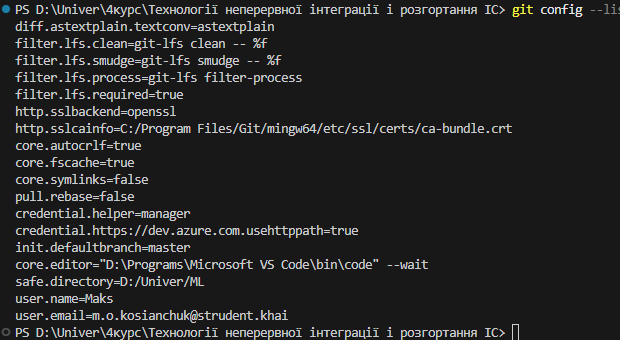 PS D:\Univer\4курс\Технології неперервної інтеграції і розгортання ІС> git config --lis
diff.astextplain.textconv=astextplain
filter.lfs.clean=git-lfs clean -- %f
filter.lfs.smudge=git-lfs smudge -- %f
filter.lfs.process=git-lfs filter-process
filter.lfs.required=true
http.sslbackend=openssl
http.sslcainfo=C:/Program Files/Git/mingw64/etc/ssl/certs/ca-bundle.crt
core.autocrlf=true
core.fscache=true
core.symlinks=false
pull.rebase=false
credential.helper=manager
credential.https://dev.azure.com.usehttppath=true
init.defaultbranch=master
core.editor="D:\Programs\Microsoft VS Code\bin\code" --wait
safe.directory=D:/Univer/ML
user.name=Maks
user.email=m.o.kosianchuk@strudent.khai
PS D:\Univer\4курс\Технології неперервної інтеграції і розгортання ІС>